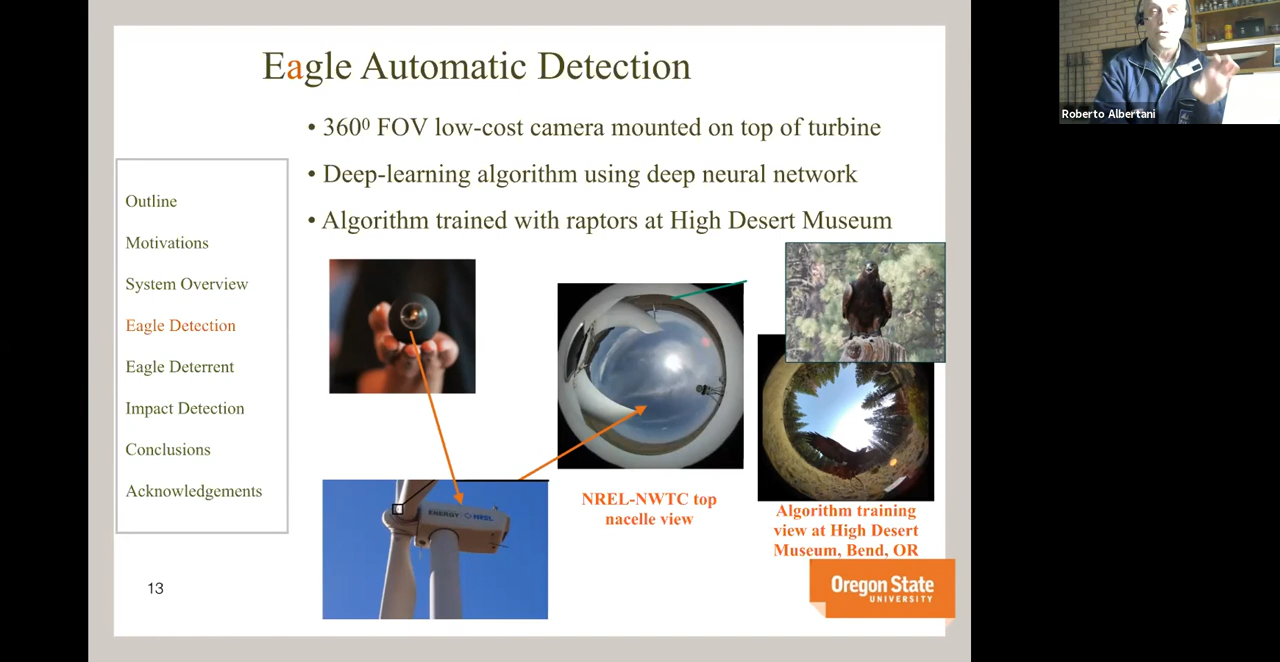 Eagle Automatic Detection
• 360⁰ FOV low-cost camera mounted on top of turbine
• Deep-learning algorithm using deep neural network
• Algorithm trained with raptors at High Desert Museum
Outline
Motivations
System Overview
Eagle Detection
Eagle Deterrent
Impact Detection
Conclusions
Acknowledgements
ENERGY
NREL-NWTC top
nacelle view
Algorithm training
view at High Desert
Museum, Bend, OR
13
Oregon State
UNIVERSITY
Roberto Albertani